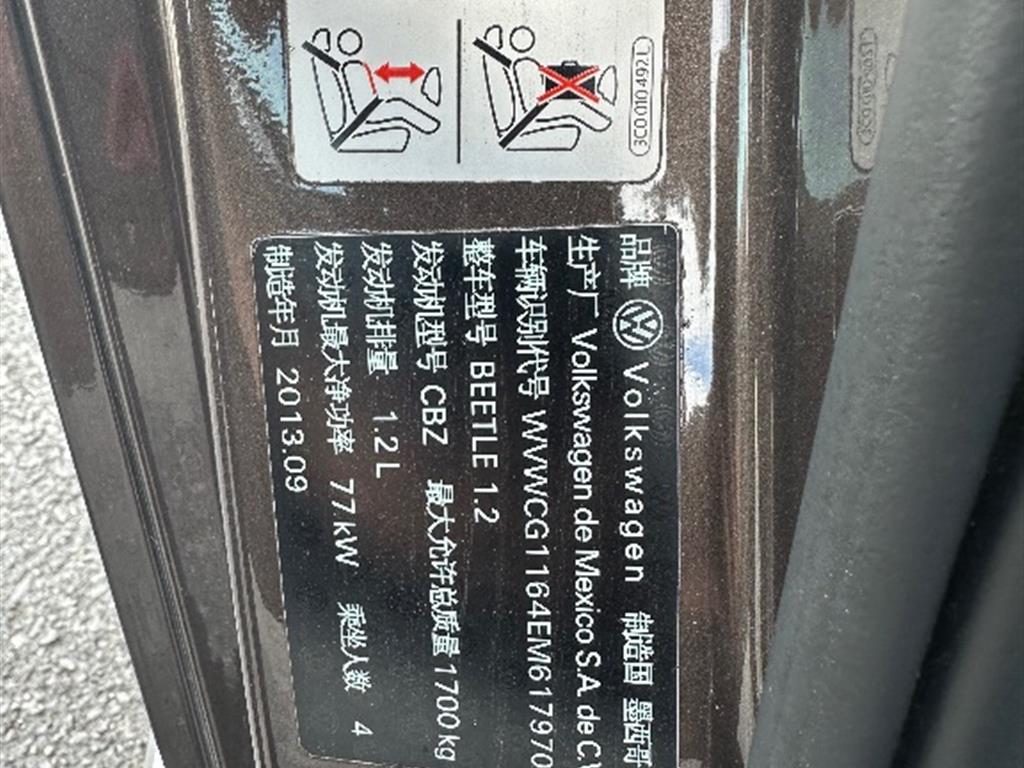 3C0010492L
品牌 Volkswagen 制造国 墨西哥
生产厂 Volkswagen de Mexico S.A. de C.V
车辆识别代号 WVWCG1164EM617970
整车型号 BEETLE 1.2
发动机型号 CBZ 最大允许总质量 1700 kg
发动机排量 1.2 L
发动机最大净功率 77 kW 乘坐人数 4
制造年月 2013.09